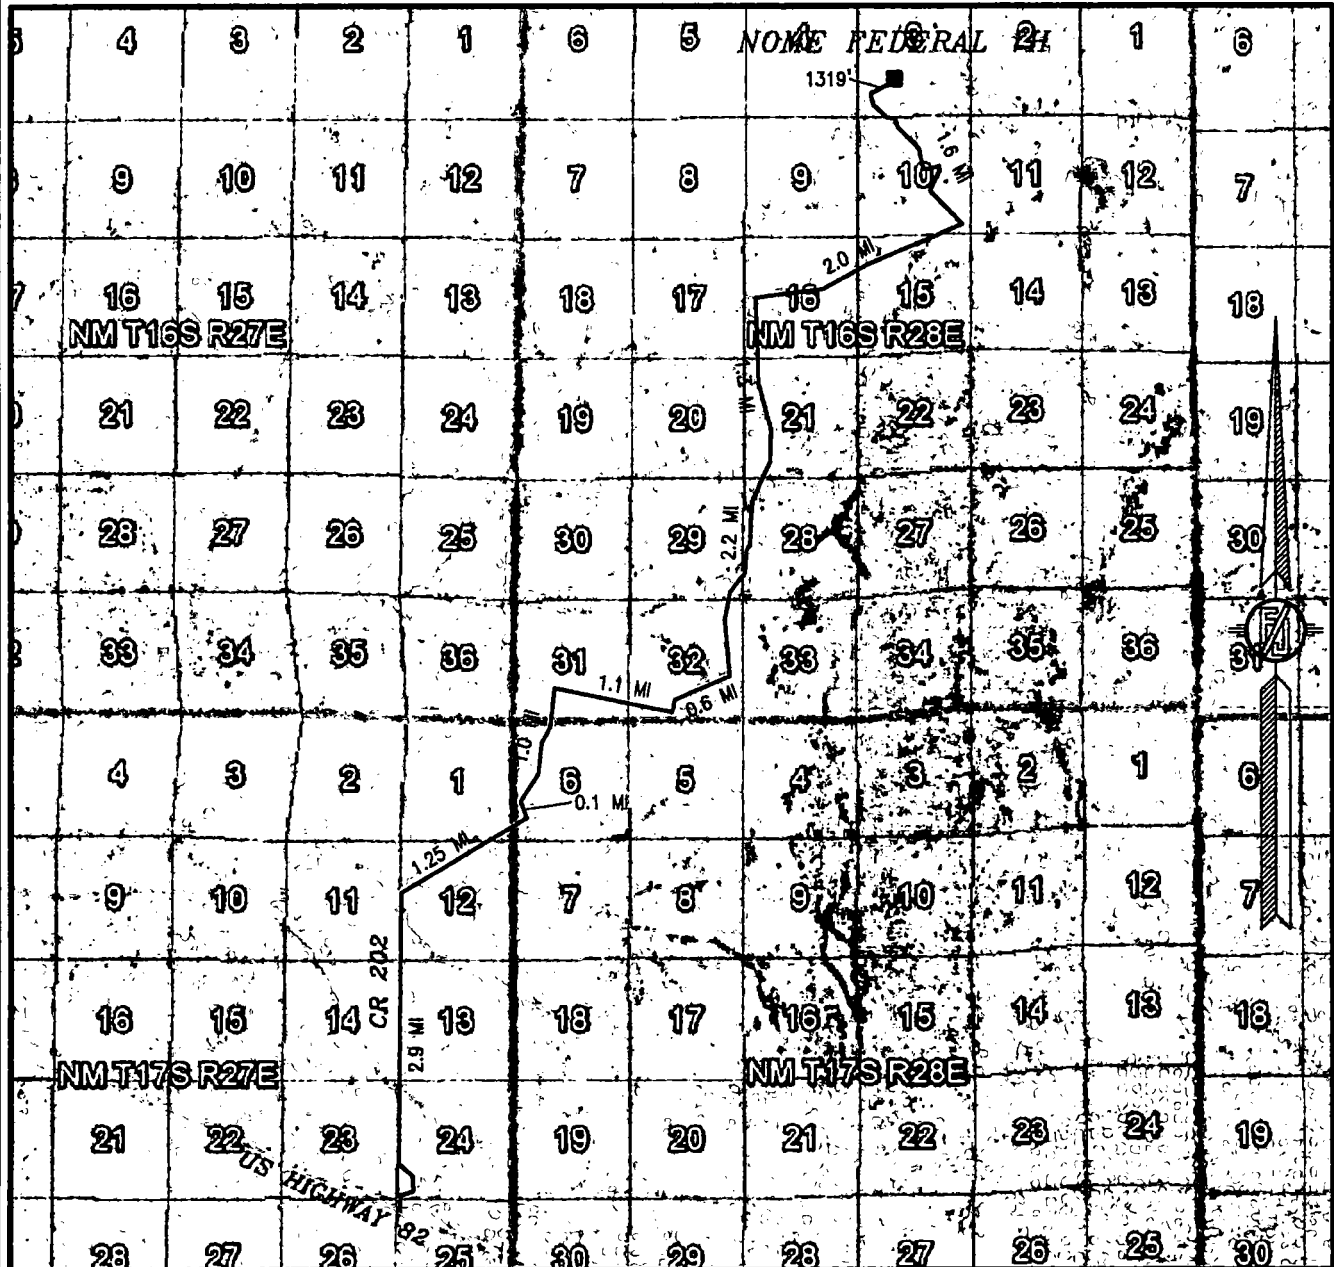 4 3 2 1 6 5 4 3 2 1 6
NOME FEDERAL
1319'
1.6 MI
9 10 11 12 7 8 9 10 11 12 7
2.0 MI
16 15 14 13 18 17 16 15 14 13 18
NM T16S R27E NM T16S R28E
21 22 23 24 19 20 21 22 23 24 19
28 27 26 25 30 29 28 27 26 25 30
2.2 MI
33 34 35 36 31 32 33 34 35 36 31
1.1 MI
0.6 MI
1.0 MI
4 3 2 1 6 5 4 3 2 1 6
0.1 MI
1.25 MI
9 10 11 12 7 8 9 10 11 12 7
CR 202
16 15 14 13 18 17 16 15 14 13 18
2.9 MI
NM T17S R27E NM T17S R28E
21 22 23 24 19 20 21 22 23 24 19
US HIGHWAY 82
28 27 26 25 30 29 28 27 26 25 30